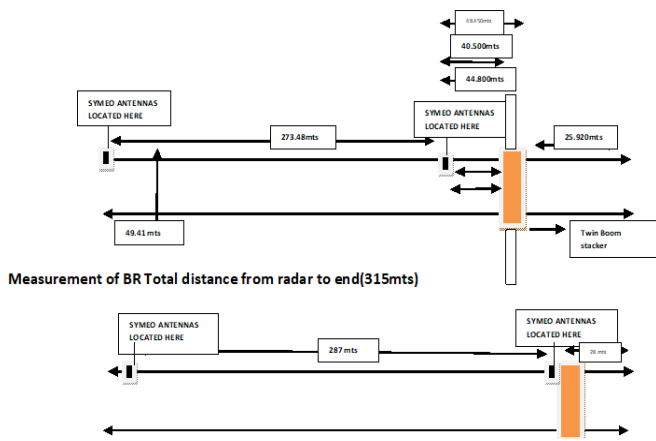 48.450mts
40.500mts
44.800mts
SYMEO ANTENNAS
LOCATED HERE
SYMEO ANTENNAS
LOCATED HERE
273.48mts
25.920mts
49.41 mts
Twin Boom
stacker
Measurement of BR Total distance from radar to end(315mts)
SYMEO ANTENNAS
LOCATED HERE
SYMEO ANTENNAS
LOCATED HERE
287 mts
28 mts